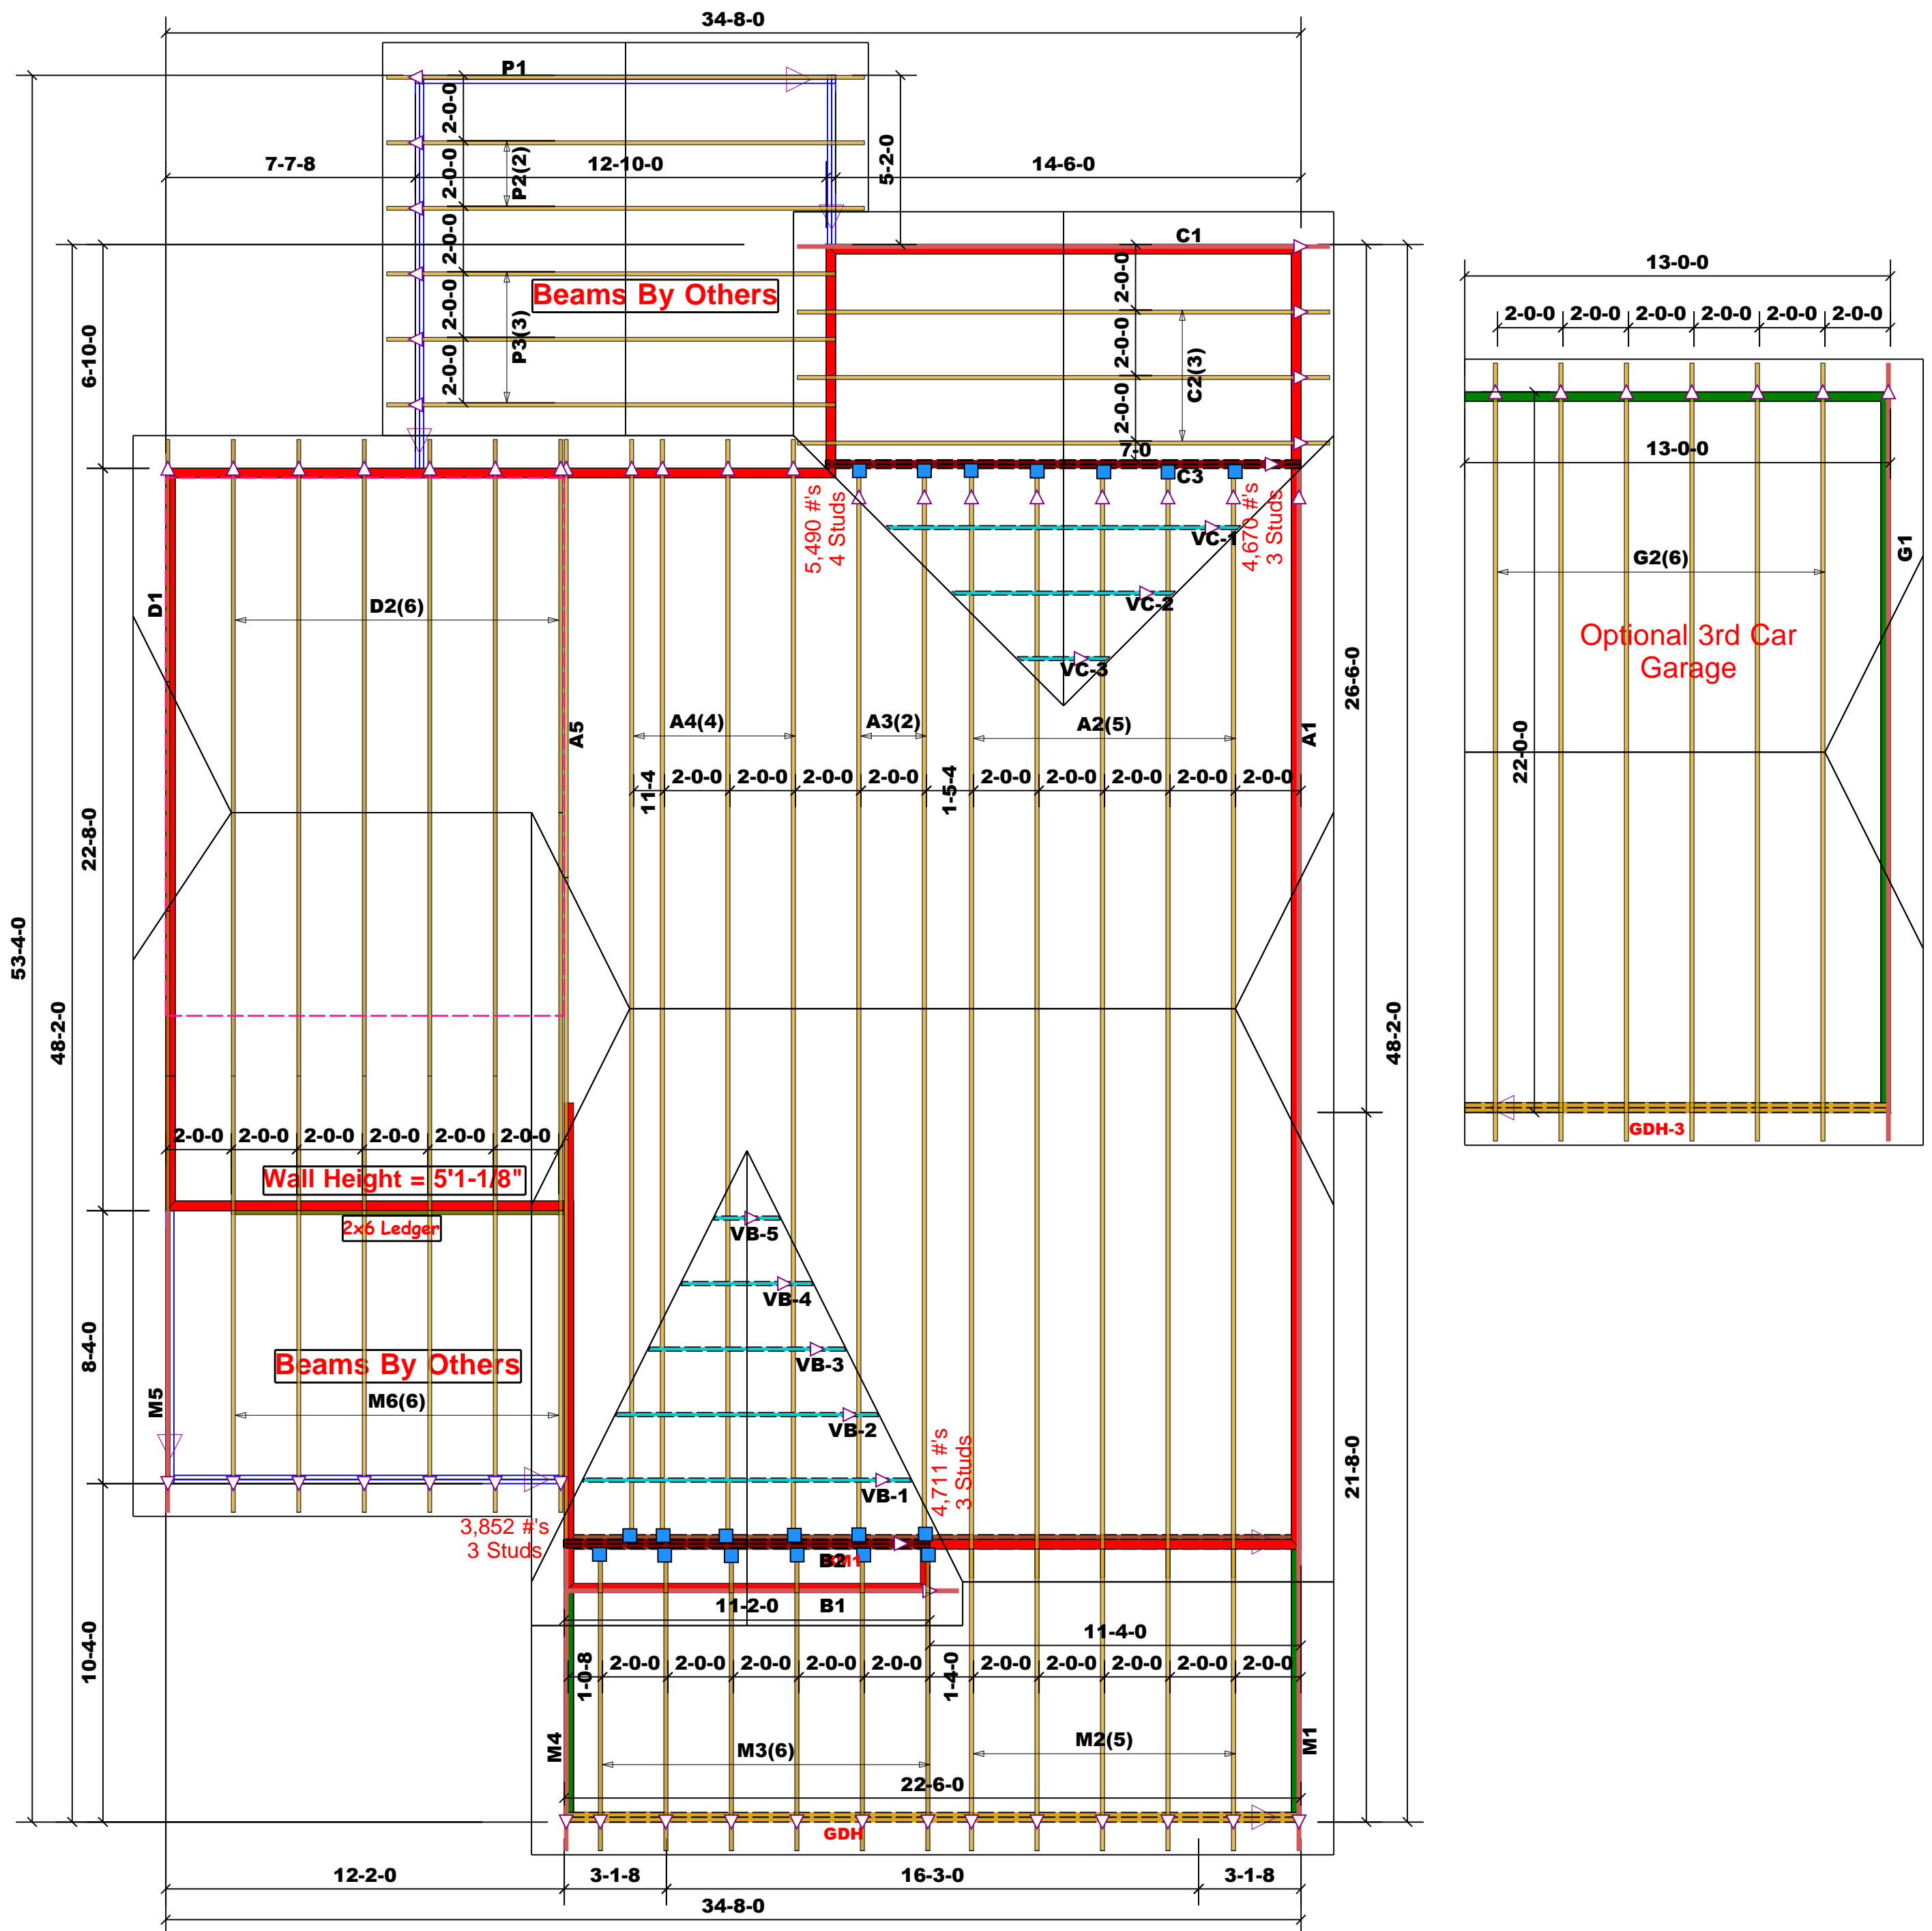 34-8-0
P1
2-0-0
2-0-0
2-0-0
2-0-0
2-0-0
P2(2)
P3(3)
7-7-8
12-10-0
14-6-0
5-2-0
Beams By Others
C1
2-0-0
2-0-0
2-0-0
C2(3)
7-0
C3
5,490 #'s
4 Studs
4,670 #'s
3 Studs
VC-1
VC-2
VC-3
6-10-0
22-8-0
8-4-0
10-4-0
48-2-0
53-4-0
D1
D2(6)
A5
A4(4)
A3(2)
A2(5)
A1
11-4
2-0-0
2-0-0
2-0-0
2-0-0
1-5-4
2-0-0
2-0-0
2-0-0
2-0-0
2-0-0
26-6-0
21-8-0
48-2-0
2-0-0
2-0-0
2-0-0
2-0-0
2-0-0
2-0-0
Wall Height = 5'1-1/8"
2x6 Ledger
Beams By Others
M5
M6(6)
VB-5
VB-4
VB-3
VB-2
VB-1
4,711 #'s
3 Studs
3,852 #'s
3 Studs
B2
B1
11-2-0
11-4-0
1-0-8
2-0-0
2-0-0
2-0-0
2-0-0
2-0-0
1-4-0
2-0-0
2-0-0
2-0-0
2-0-0
2-0-0
M4
M3(6)
M2(5)
M1
22-6-0
GDH
12-2-0
3-1-8
16-3-0
3-1-8
34-8-0
13-0-0
2-0-0
2-0-0
2-0-0
2-0-0
2-0-0
2-0-0
13-0-0
G2(6)
G1
Optional 3rd Car
Garage
22-0-0
GDH-3